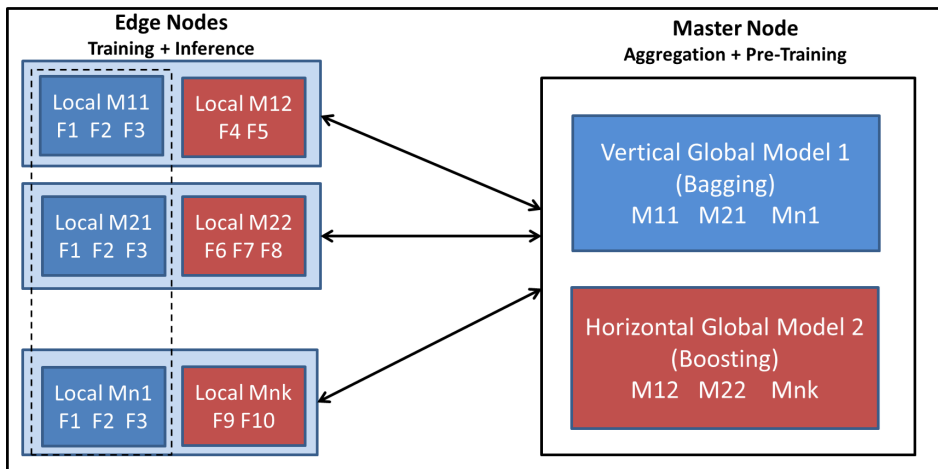 Edge Nodes
Training + Inference
Local M11
F1 F2 F3
Local M12
F4 F5
Local M21
F1 F2 F3
Local M22
F6 F7 F8
Local Mn1
F1 F2 F3
Local Mnk
F9 F10
Master Node
Aggregation + Pre-Training
Vertical Global Model 1
(Bagging)
M11 M21 Mn1
Horizontal Global Model 2
(Boosting)
M12 M22 Mnk